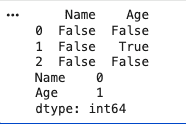 Name    Age
0  False  False
1  False   True
2  False  False
Name    0
Age     1
dtype: int64